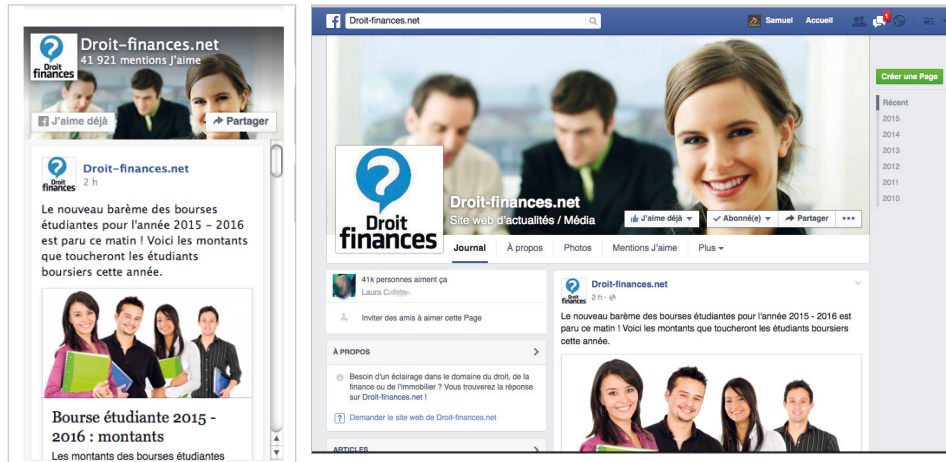 Droit-finances.net
41 921 mentions J'aime
Droit
finances
J'aime déjà
Partager
Droit-finances.net
2 h
Droit
finances
Le nouveau barème des bourses
étudiantes pour l'année 2015 – 2016
est paru ce matin ! Voici les montants
que toucheront les étudiants
boursiers cette année.
Bourse étudiante 2015 -
2016 : montants
Les montants des bourses étudiantes
Droit-finances.net
Samuel Accueil
1
Créer une Page
Récent
2015
2014
2013
2012
2011
2010
Droit
finances
Droit-finances.net
Site web d'actualités / Média
J'aime déjà
Abonné(e)
Partager
Journal À propos Photos Mentions J'aime Plus
41k personnes aiment ça
Laura
Inviter des amis à aimer cette Page
À PROPOS
Besoin d'un éclairage dans le domaine du droit, de la
finance ou de l'immobilier ? Vous trouverez la réponse
sur Droit-finances.net !
Demander le site web de Droit-finances.net
ARTICLES
Droit
finances
Droit-finances.net
2 h
Le nouveau barème des bourses étudiantes pour l'année 2015 - 2016 est
paru ce matin ! Voici les montants que toucheront les étudiants boursiers
cette année.